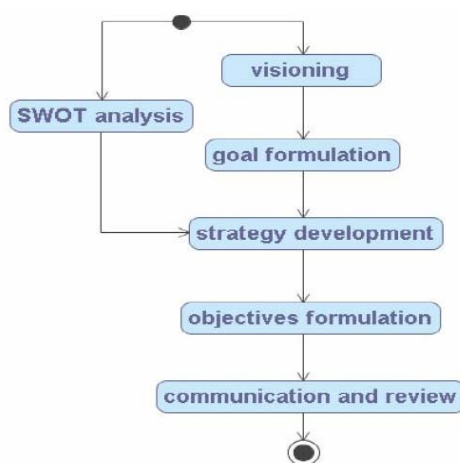 visioning
SWOT analysis
goal formulation
strategy development
objectives formulation
communication and review